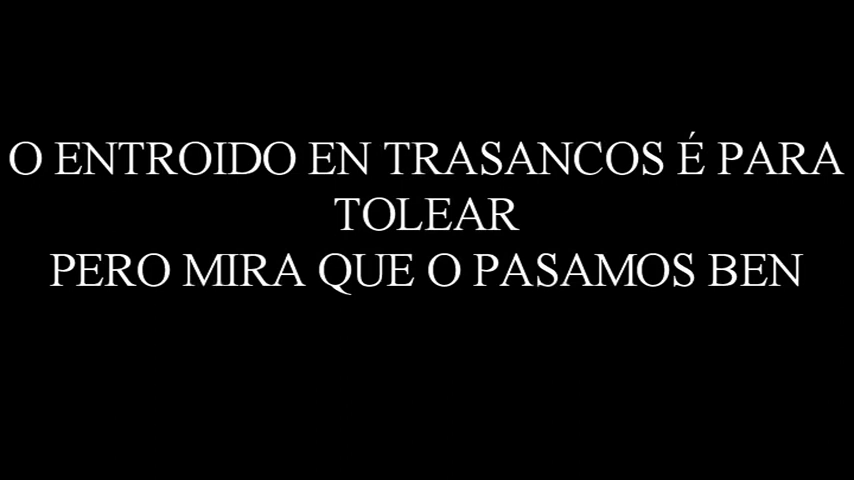 O ENTROIDO EN TRASANCOS É PARA
TOLEAR
PERO MIRA QUE O PASAMOS BEN